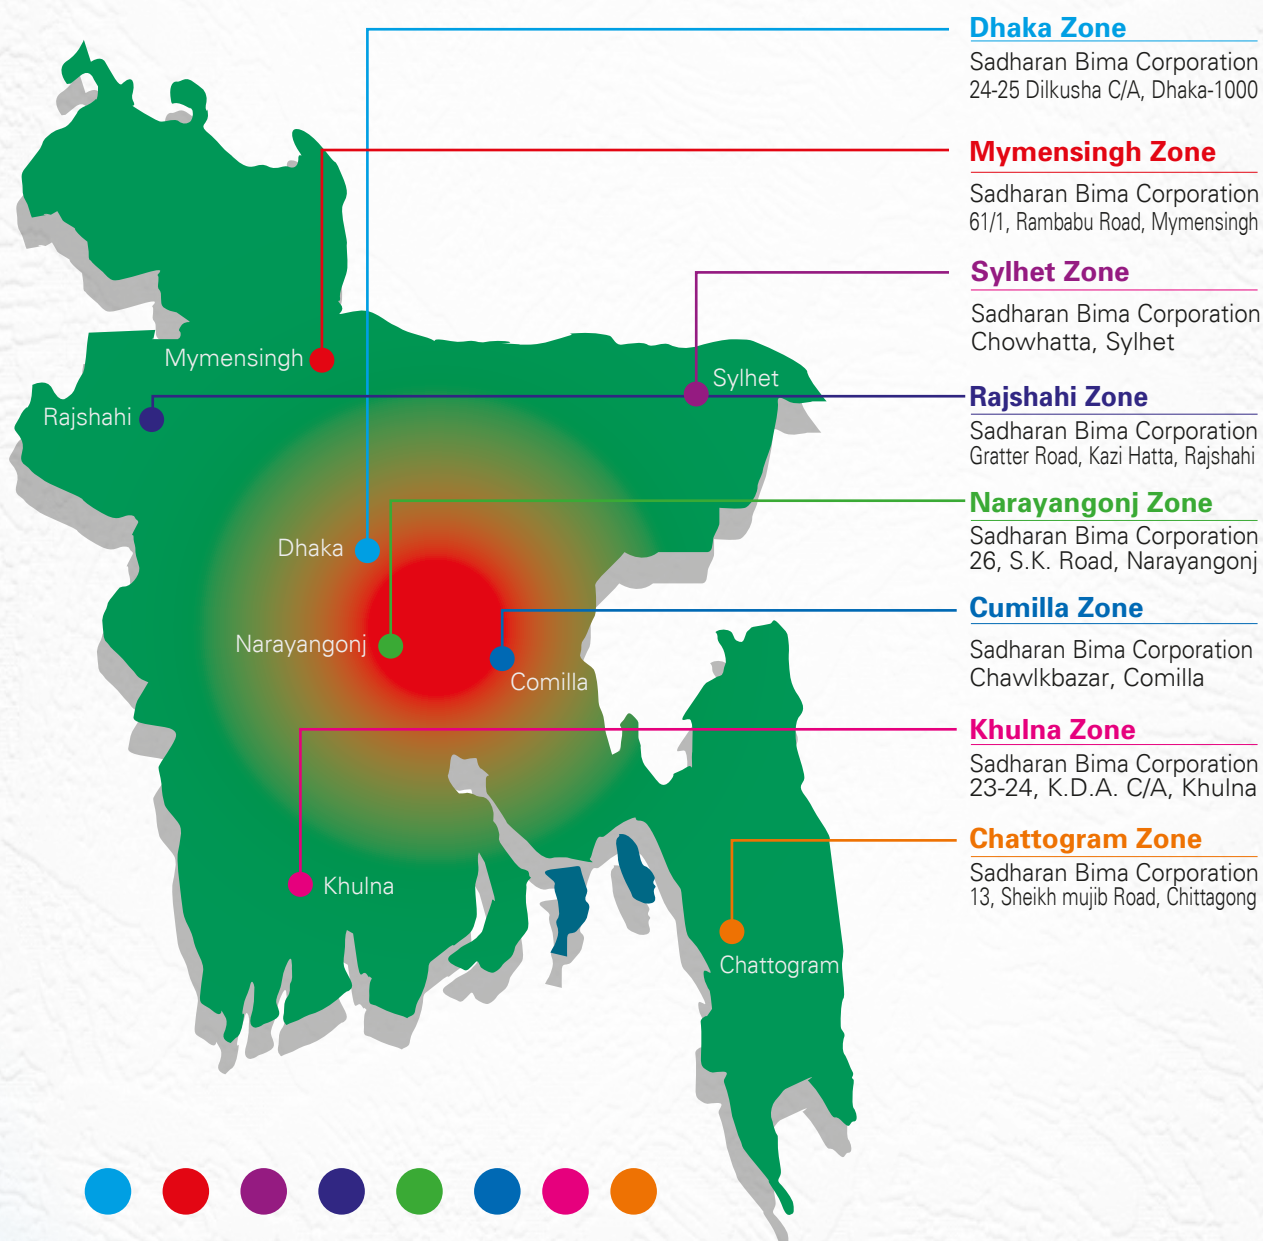 Dhaka Zone
Sadharan Bima Corporation
24-25 Dilkusha C/A, Dhaka-1000
Mymensingh Zone
Sadharan Bima Corporation
61/1, Rambabu Road, Mymensingh
Sylhet Zone
Sadharan Bima Corporation
Chowhatta, Sylhet
Rajshahi Zone
Sadharan Bima Corporation
Gratter Road, Kazi Hatta, Rajshahi
Narayangonj Zone
Sadharan Bima Corporation
26, S.K. Road, Narayangonj
Cumilla Zone
Sadharan Bima Corporation
Chawlkbazar, Comilla
Khulna Zone
Sadharan Bima Corporation
23-24, K.D.A. C/A, Khulna
Chattogram Zone
Sadharan Bima Corporation
13, Sheikh mujib Road, Chittagong
Mymensingh
Sylhet
Rajshahi
Dhaka
Narayangonj
Comilla
Khulna
Chattogram